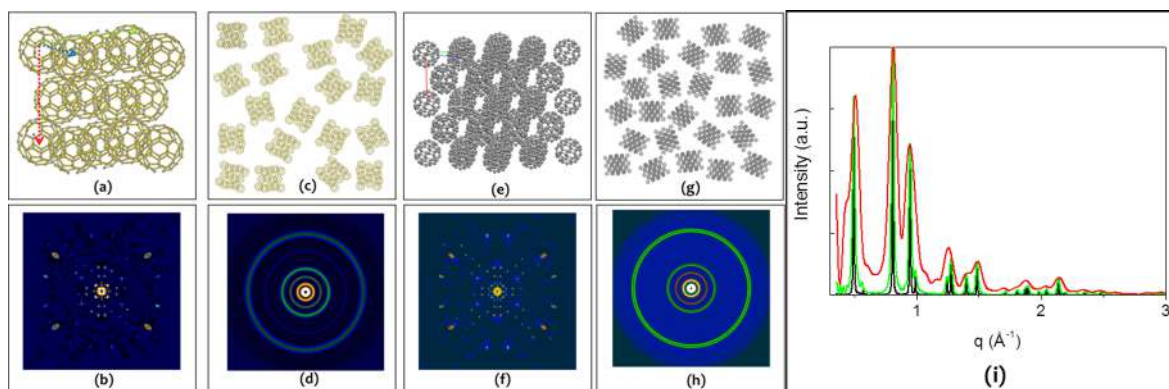 (a)
(c)
(e)
(g)
(b)
(d)
(f)
(h)
Intensity (a.u.)
1
2
3
q (Å⁻¹)
(i)